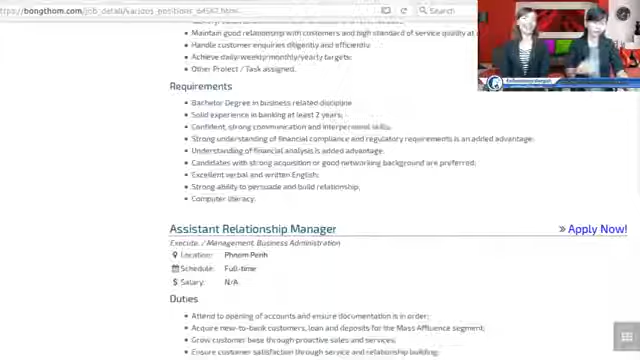 https://bongthom.com/job_detail/
Search
Maintain good relationship with customers and high standard of service quality at
Handle customer enquiries diligently and efficiently
Achieve daily/weekly/monthly/yearly targets;
Other Project / Task assigned.
Requirements
Bachelor Degree in business related discipline
Solid experience in banking at least 2 years;
Confident, strong communication and interpersonal skills;
Strong understanding of financial compliance and regulatory requirements is an added advantage;
Understanding of financial analysis is added advantage;
Candidates with strong acquisition or good networking background are preferred;
Excellent verbal and written English;
Strong ability to persuade and build relationship;
Computer literacy.
Assistant Relationship Manager
» Apply Now!
Execute. / Management, Business Administration
Location: Phnom Penh
Schedule: Full-time
$ Salary: N/A
Duties
Attend to opening of accounts and ensure documentation is in order;
Acquire new-to-bank customers, loan and deposits for the Mass Affluence segment;
Grow customer base through proactive sales and services;
Ensure customer satisfaction through service and relationship building;